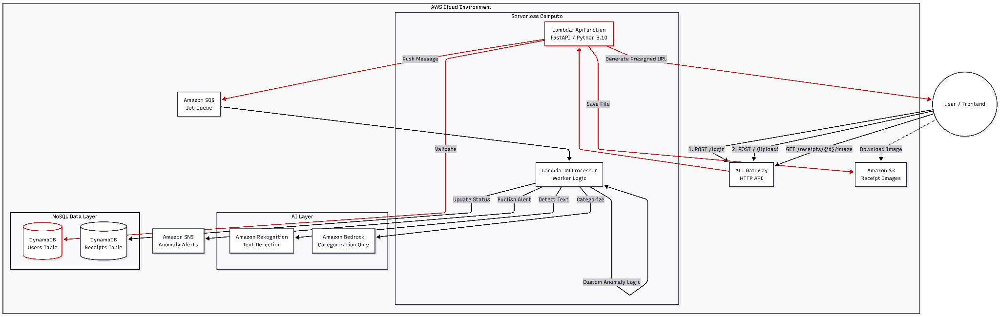 AWS Cloud Environment
Serverless Compute
Lambda: ApiFunction
FastAPI / Python 3.10
Push Message
Generate Presigned URL
Amazon SQS
Job Queue
Save File
User / Frontend
Validate
1. POST /login
2. POST / (Upload)
GET /receipts/{id}/image
Download Image
Lambda: MLProcessor
Worker Logic
API Gateway
HTTP API
Amazon S3
Receipt Images
Update Status
Publish Alert
Detect Text
Categorize
NoSQL Data Layer
AI Layer
DynamoDB
Users Table
DynamoDB
Receipts Table
Amazon SNS
Anomaly Alerts
Amazon Rekognition
Text Detection
Amazon Bedrock
Categorization Only
Custom Anomaly Logic